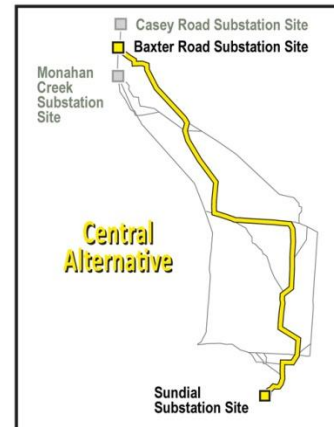 Casey Road Substation Site
Baxter Road Substation Site
Monahan
Creek
Substation
Site
Central
Alternative
Sundial
Substation Site